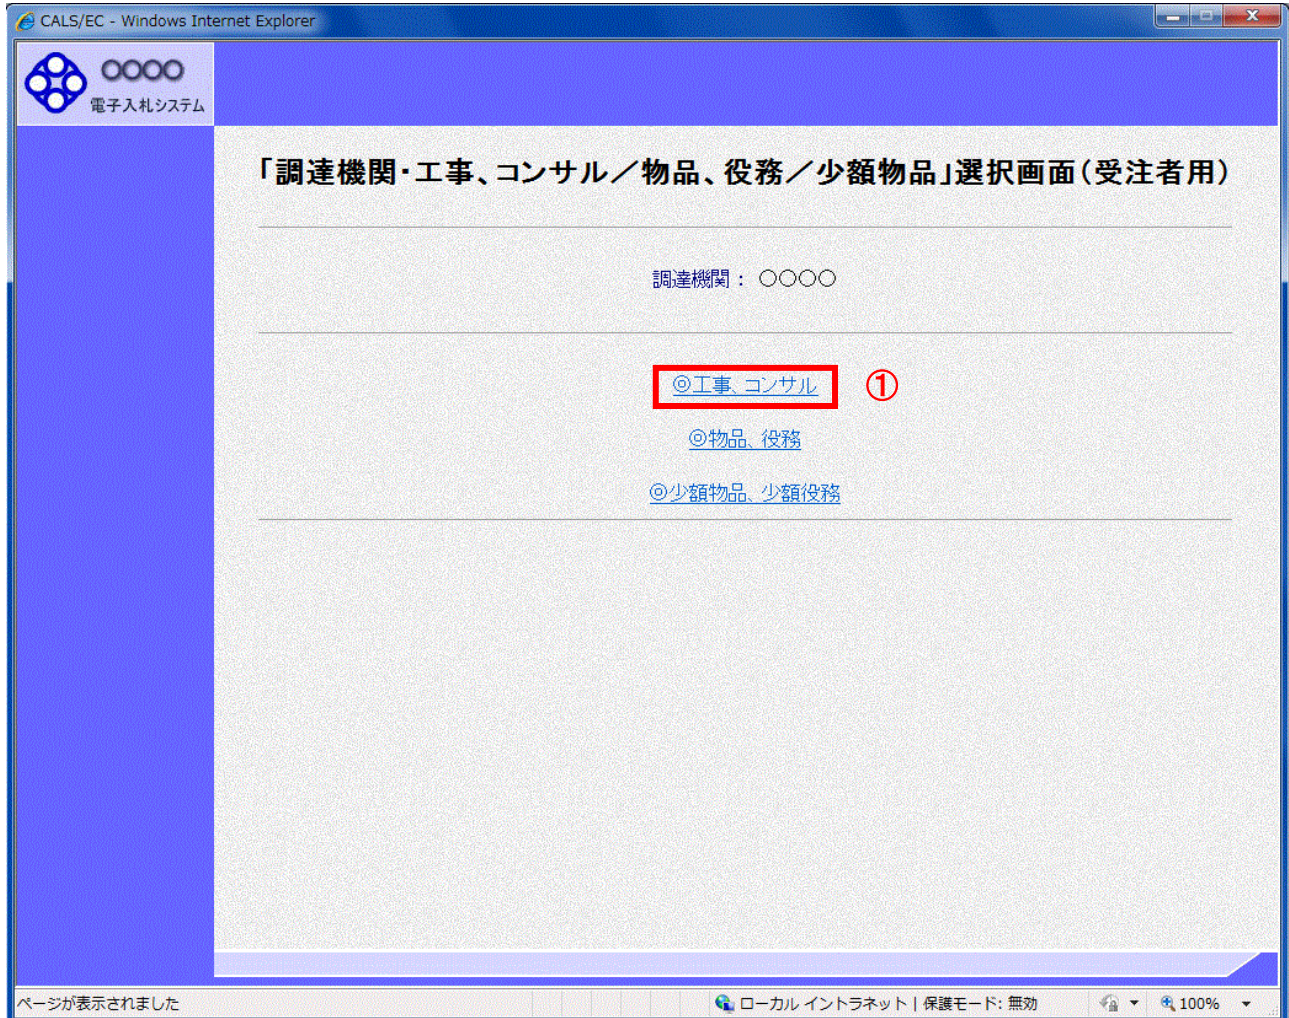 CALS/EC - Windows Internet Explorer
○○○○
電子入札システム
「調達機関・工事、コンサル／物品、役務／少額物品」選択画面（受注者用）
調達機関： ○○○○
◎工事、コンサル ①
◎物品、役務
◎少額物品、少額役務
ページが表示されました ローカル イントラネット | 保護モード: 無効 100%